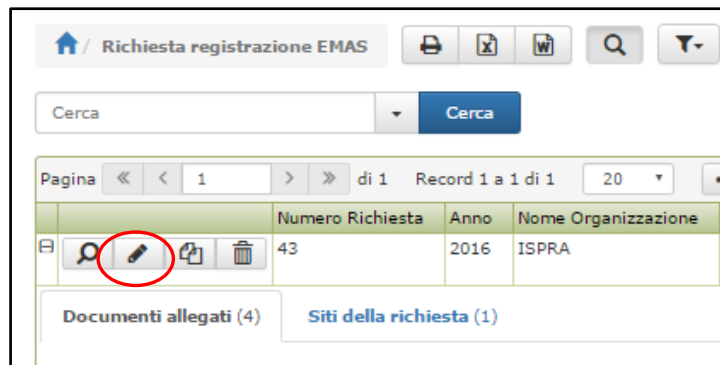 / Richiesta registrazione EMAS
Cerca Cerca
Pagina 1 di 1 Record 1 a 1 di 1 20
Numero Richiesta Anno Nome Organizzazione
43 2016 ISPRA
Documenti allegati (4) Siti della richiesta (1)